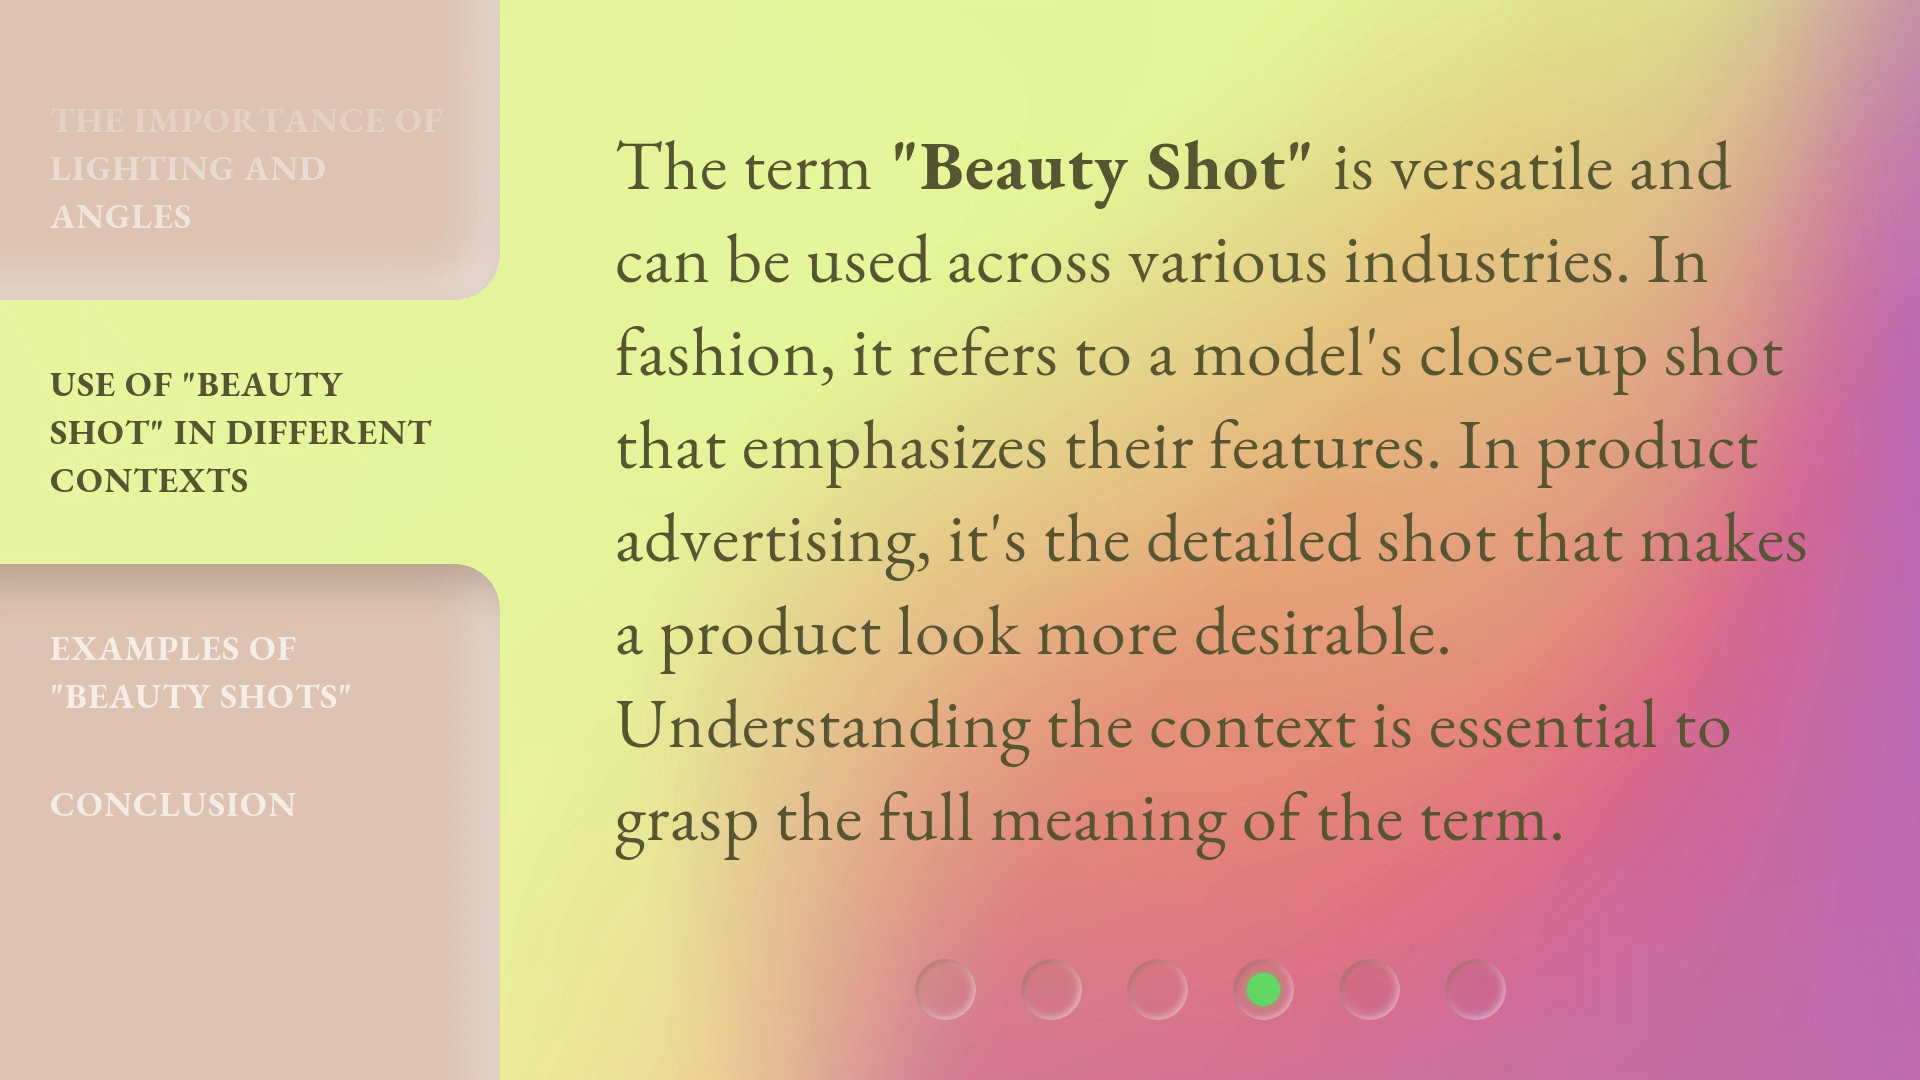 THE IMPORTANCE OF
LIGHTING AND
ANGLES
USE OF "BEAUTY
SHOT" IN DIFFERENT
CONTEXTS
EXAMPLES OF
"BEAUTY SHOTS"
CONCLUSION
The term "Beauty Shot" is versatile and
can be used across various industries. In
fashion, it refers to a model's close-up shot
that emphasizes their features. In product
advertising, it's the detailed shot that makes
a product look more desirable.
Understanding the context is essential to
grasp the full meaning of the term.